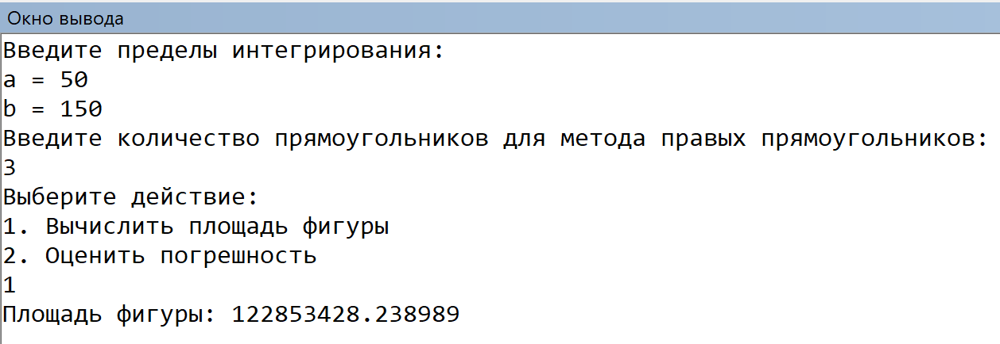 Окно вывода
Введите пределы интегрирования:
a = 50
b = 150
Введите количество прямоугольников для метода правых прямоугольников:
3
Выберите действие:
1. Вычислить площадь фигуры
2. Оценить погрешность
1
Площадь фигуры: 122853428.238989